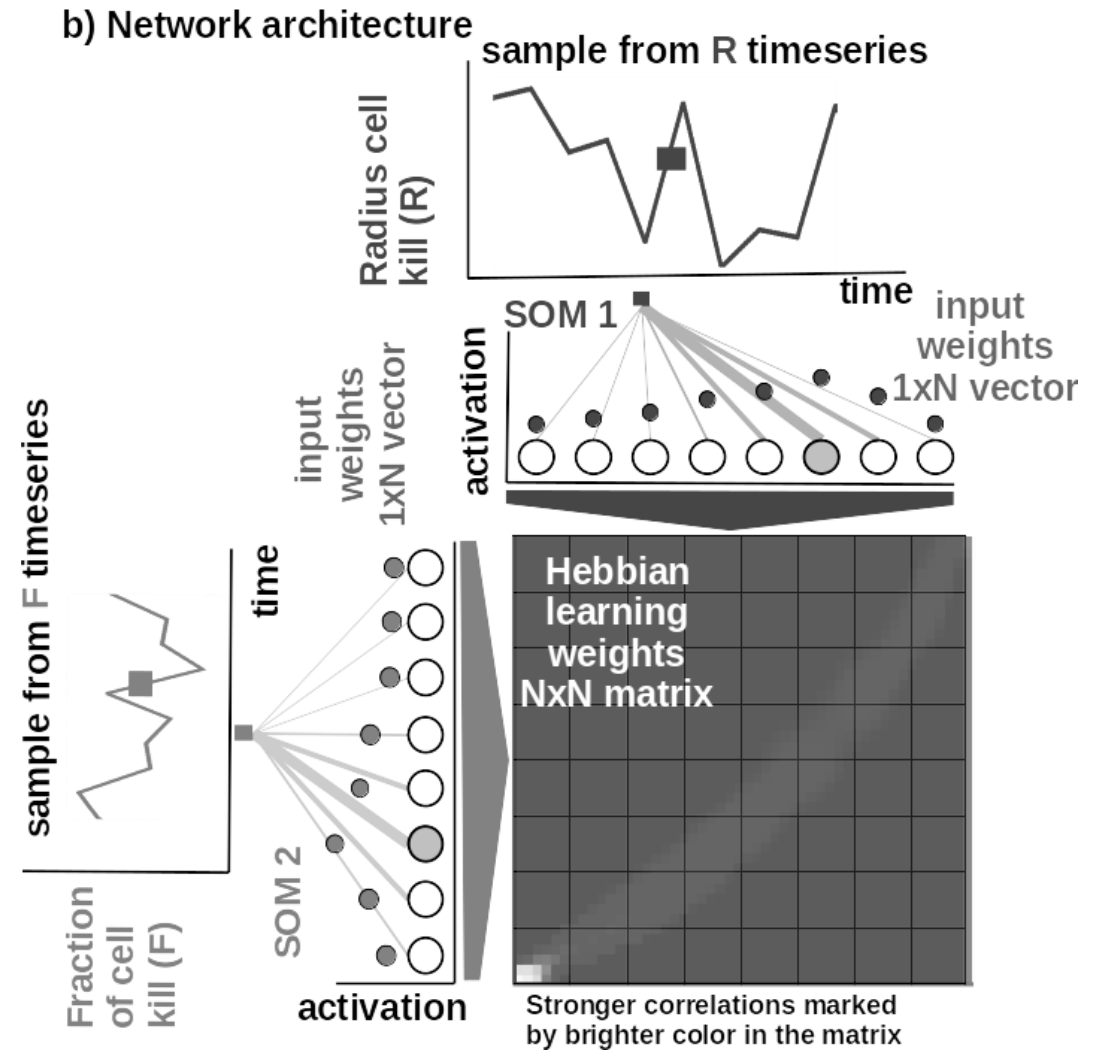 b) Network architecture
sample from R timeseries
Radius cell
kill (R)
time
SOM 1
input
weights
1xN vector
activation
input
weights
1xN vector
sample from F timeseries
time
Hebbian
learning
weights
NxN matrix
SOM 2
Fraction
of cell
kill (F)
activation
Stronger correlations marked
by brighter color in the matrix